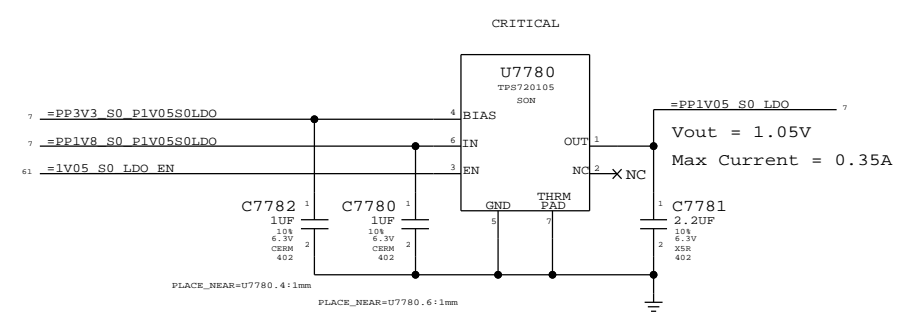 CRITICAL
U7780
TPS720105
SON
7 =PP3V3_S0_P1V05S0LDO 4 BIAS
7 =PP1V8_S0_P1V05S0LDO 6 IN
61 =1V05_S0_LDO_EN 3 EN
OUT 1
NC 2 NC
GND
5
THRM
PAD
7
=PP1V05_S0_LDO 7
Vout = 1.05V
Max Current = 0.35A
C7782 1
1UF
10%
6.3V
CERM
402
2
C7780 1
1UF
10%
6.3V
CERM
402
2
1 C7781
2.2UF
10%
6.3V
X5R
402
2
PLACE_NEAR=U7780.4:1mm
PLACE_NEAR=U7780.6:1mm